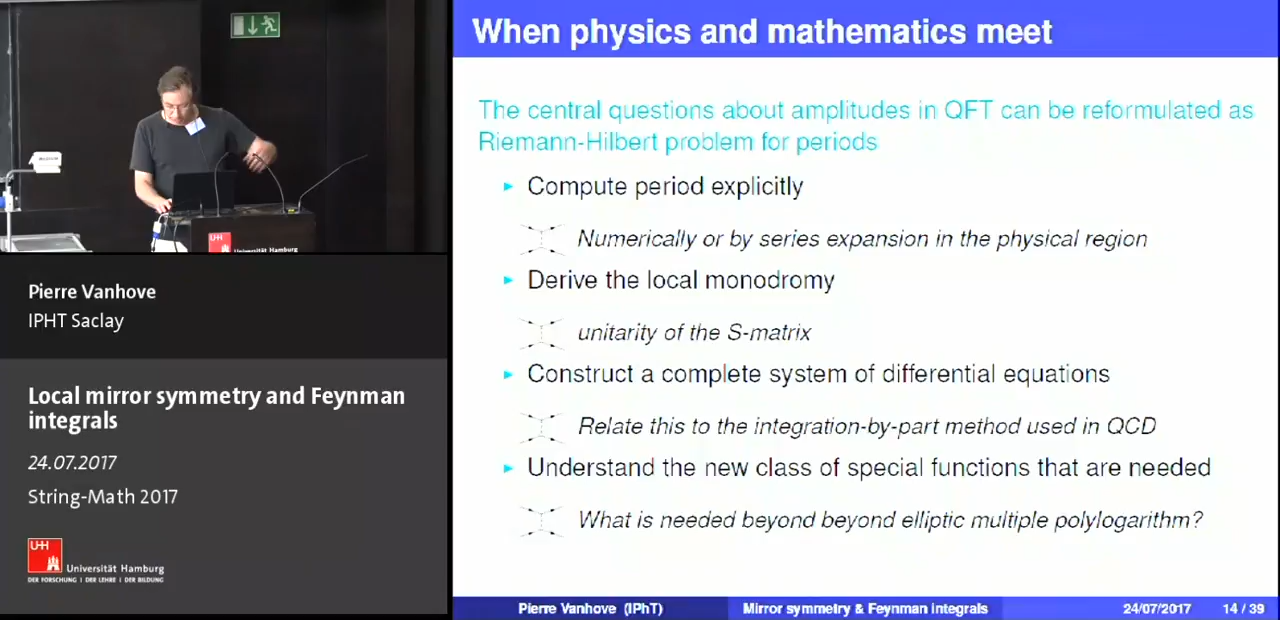 When physics and mathematics meet
The central questions about amplitudes in QFT can be reformulated as
Riemann-Hilbert problem for periods
Compute period explicitly
Numerically or by series expansion in the physical region
Derive the local monodromy
unitarity of the S-matrix
Construct a complete system of differential equations
Relate this to the integration-by-part method used in QCD
Understand the new class of special functions that are needed
What is needed beyond beyond elliptic multiple polylogarithm?
Pierre Vanhove (IPhT)
Mirror symmetry & Feynman integrals
24/07/2017
14 / 39
UH
Universität Hamburg
Pierre Vanhove
IPHT Saclay
Local mirror symmetry and Feynman
integrals
24.07.2017
String-Math 2017
UH
Universität Hamburg
DER FORSCHUNG | DER LEHRE | DER BILDUNG